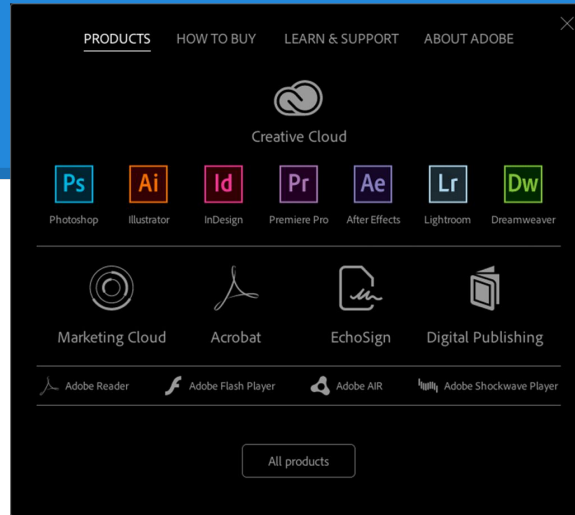 PRODUCTS HOW TO BUY LEARN & SUPPORT ABOUT ADOBE
Creative Cloud
Ps Ai Id Pr Ae Lr Dw
Photoshop Illustrator InDesign Premiere Pro After Effects Lightroom Dreamweaver
Marketing Cloud Acrobat EchoSign Digital Publishing
Adobe Reader Adobe Flash Player Adobe AIR Adobe Shockwave Player
All products